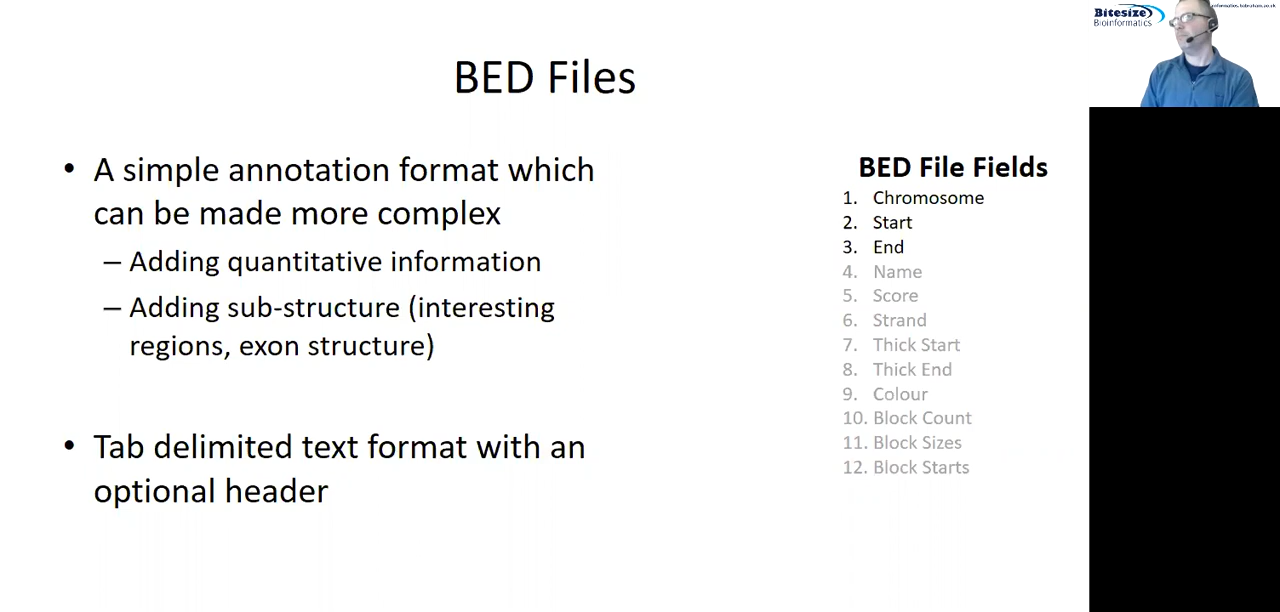 Bitesize
Bioinformatics
BED Files
• A simple annotation format which
can be made more complex
– Adding quantitative information
– Adding sub-structure (interesting
regions, exon structure)
• Tab delimited text format with an
optional header
BED File Fields
1. Chromosome
2. Start
3. End
4. Name
5. Score
6. Strand
7. Thick Start
8. Thick End
9. Colour
10. Block Count
11. Block Sizes
12. Block Starts